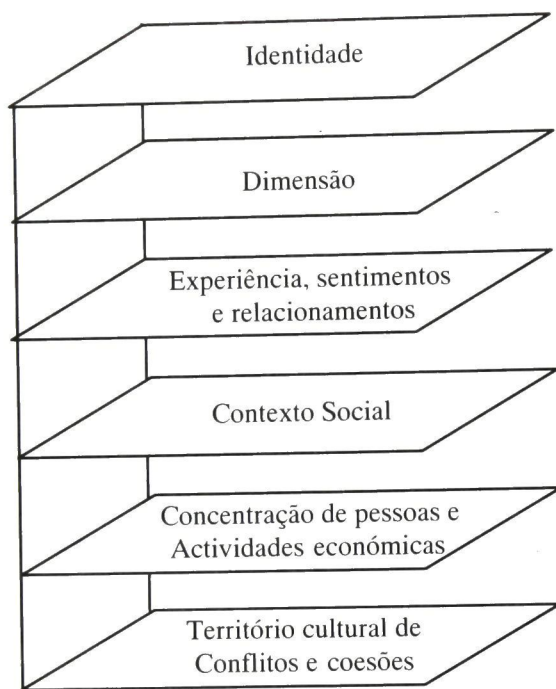 Identidade
Dimensão
Experiência, sentimentos
e relacionamentos
Contexto Social
Concentração de pessoas e
Actividades económicas
Território cultural de
Conflitos e coesões